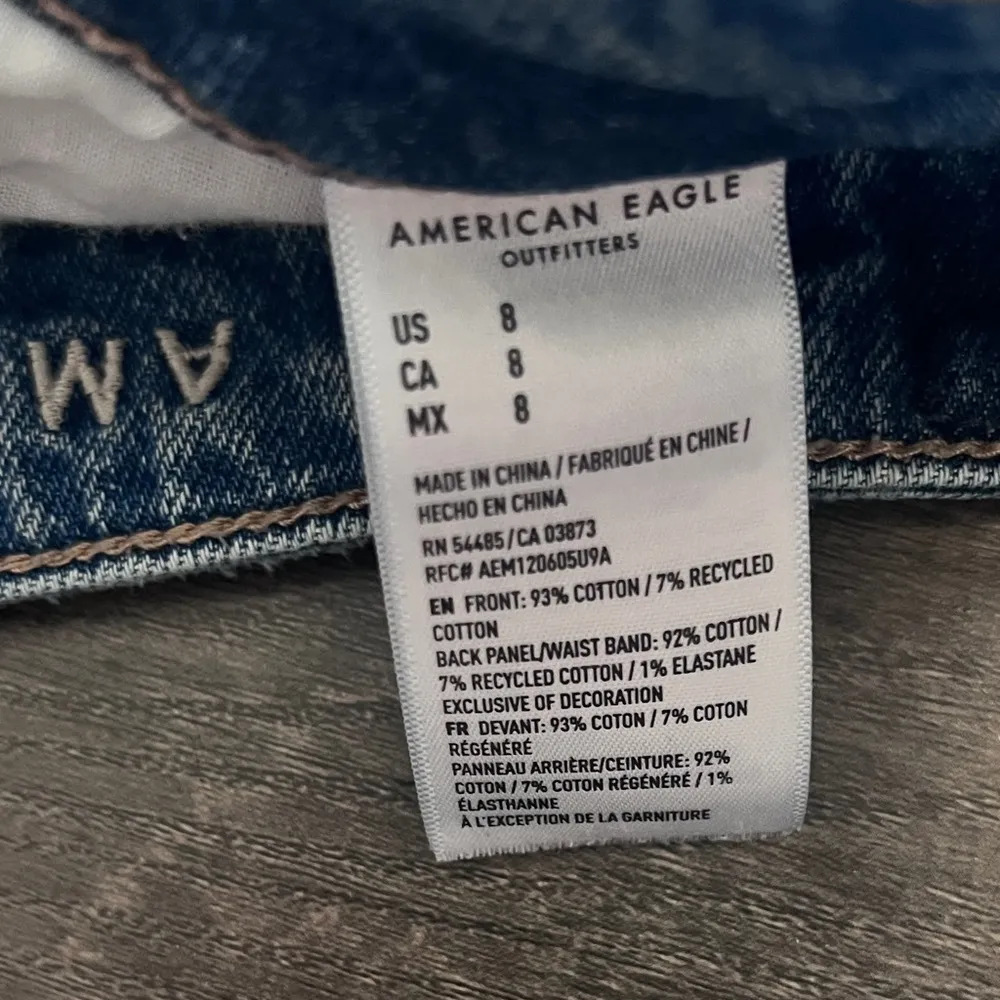 AMERICAN EAGLE
OUTFITTERS
US 8
CA 8
MX 8
MADE IN CHINA / FABRIQUÉ EN CHINE /
HECHO EN CHINA
RN 54485/CA 03873
RFC# AEM120605U9A
EN FRONT: 93% COTTON / 7% RECYCLED
COTTON
BACK PANEL/WAIST BAND: 92% COTTON /
7% RECYCLED COTTON / 1% ELASTANE
EXCLUSIVE OF DECORATION
FR DEVANT: 93% COTON / 7% COTON
RÉGÉNÉRÉ
PANNEAU ARRIÈRE/CEINTURE: 92%
COTON / 7% COTON RÉGÉNÉRÉ / 1%
ÉLASTHANNE
À L'EXCEPTION DE LA GARNITURE
AM